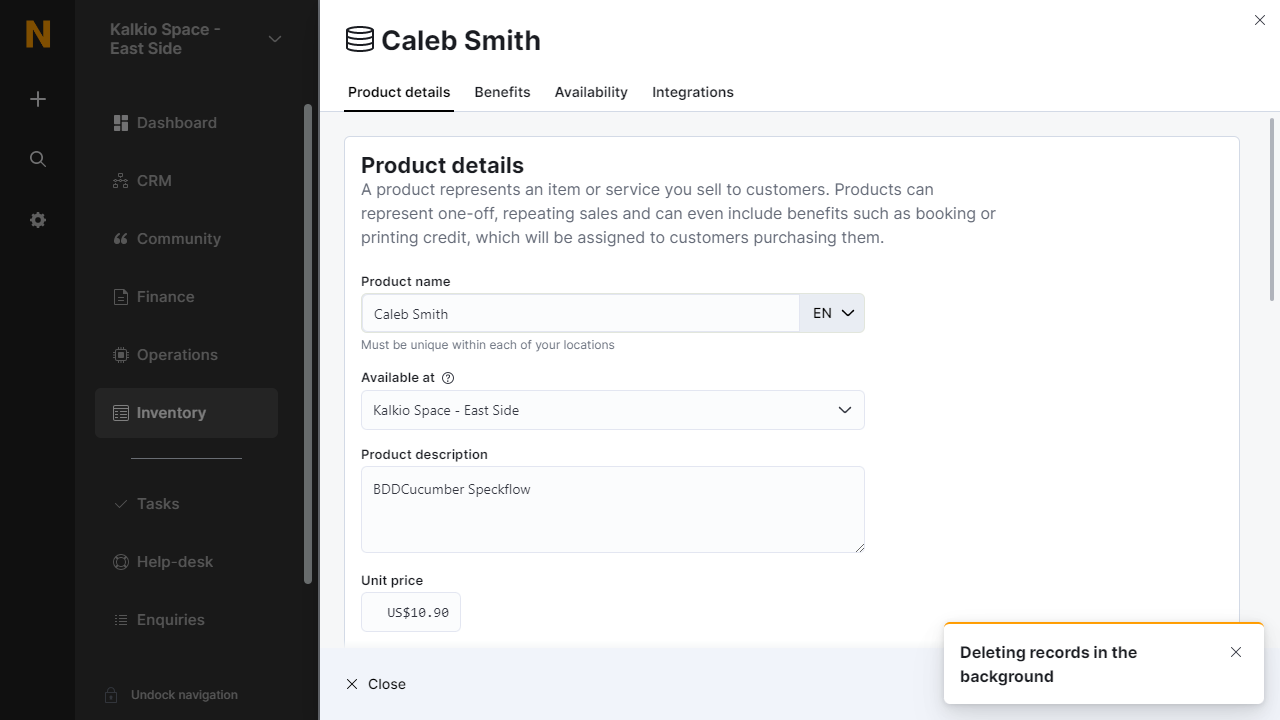 N
Kalkio Space -
East Side
Dashboard
CRM
Community
Finance
Operations
Inventory
Tasks
Help-desk
Enquiries
Undock navigation
Caleb Smith
Product details
Benefits
Availability
Integrations
Product details
A product represents an item or service you sell to customers. Products can
represent one-off, repeating sales and can even include benefits such as booking or
printing credit, which will be assigned to customers purchasing them.
Product name
Caleb Smith
EN
Must be unique within each of your locations
Available at
Kalkio Space - East Side
Product description
BDDCucumber Speckflow
Unit price
US$10.90
Close
Deleting records in the
background